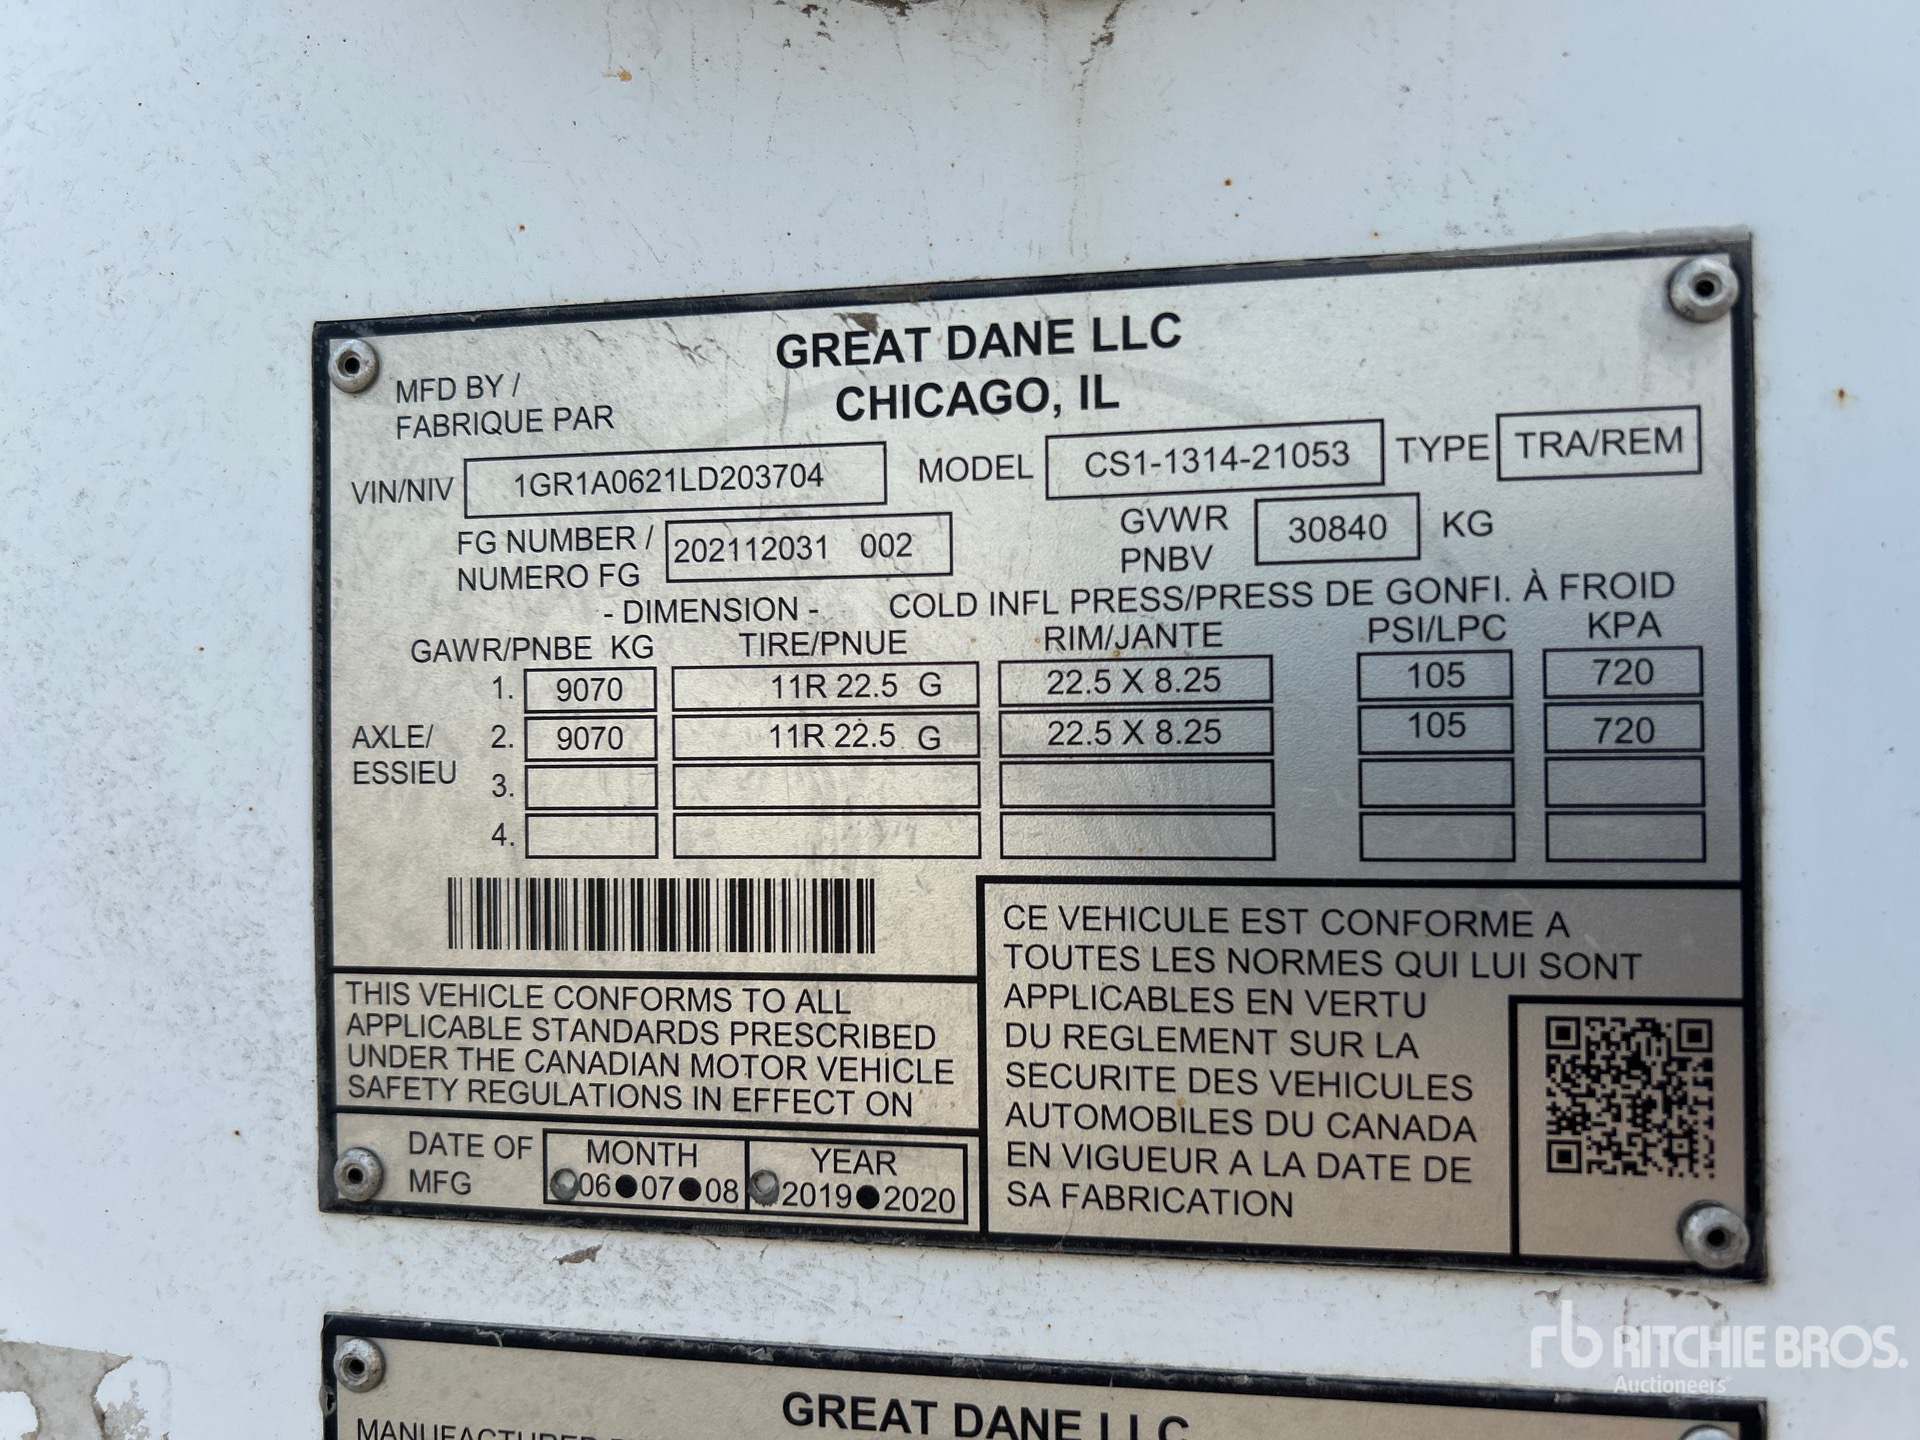 GREAT DANE LLC
CHICAGO, IL
MFD BY /
FABRIQUE PAR
VIN/NIV 1GR1A0621LD203704 MODEL CS1-1314-21053 TYPE TRA/REM
FG NUMBER /
NUMERO FG 202112031 002
GVWR
PNBV 30840 KG
- DIMENSION - COLD INFL PRESS/PRESS DE GONFI. À FROID
GAWR/PNBE KG TIRE/PNUE RIM/JANTE PSI/LPC KPA
1. 9070 11R 22.5 G 22.5 X 8.25 105 720
AXLE/
ESSIEU
2. 9070 11R 22.5 G 22.5 X 8.25 105 720
3.
4.
THIS VEHICLE CONFORMS TO ALL
APPLICABLE STANDARDS PRESCRIBED
UNDER THE CANADIAN MOTOR VEHICLE
SAFETY REGULATIONS IN EFFECT ON
DATE OF
MFG
MONTH
06●07●08
YEAR
2019●2020
CE VEHICULE EST CONFORME A
TOUTES LES NORMES QUI LUI SONT
APPLICABLES EN VERTU
DU REGLEMENT SUR LA
SECURITE DES VEHICULES
AUTOMOBILES DU CANADA
EN VIGUEUR A LA DATE DE
SA FABRICATION
GREAT DANE LLC
rb RITCHIE BROS.
Auctioneers